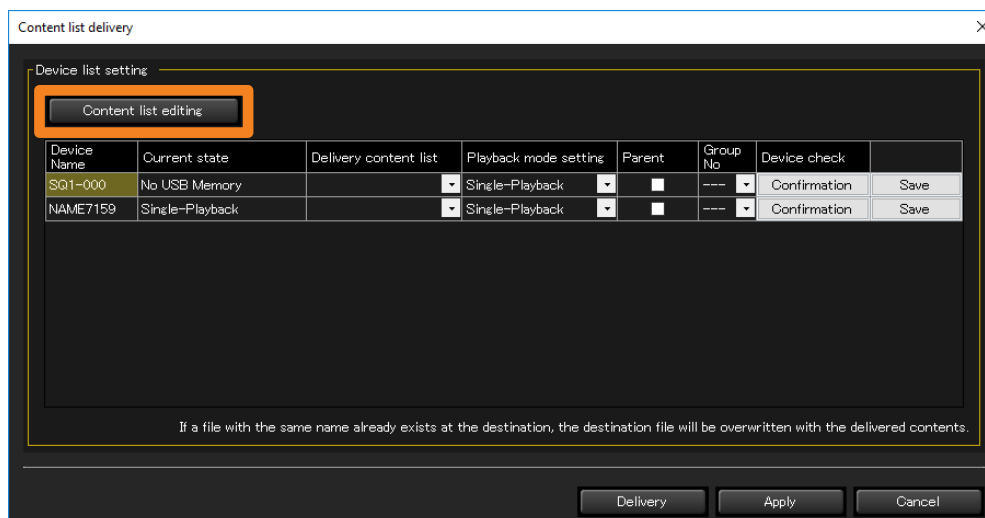 Content list delivery
Device list setting
Content list editing
Device Name Current state Delivery content list Playback mode setting Parent Group No Device check
SQ1-000 No USB Memory Single-Playback --- Confirmation Save
NAME7159 Single-Playback Single-Playback --- Confirmation Save
If a file with the same name already exists at the destination, the destination file will be overwritten with the delivered contents.
Delivery Apply Cancel